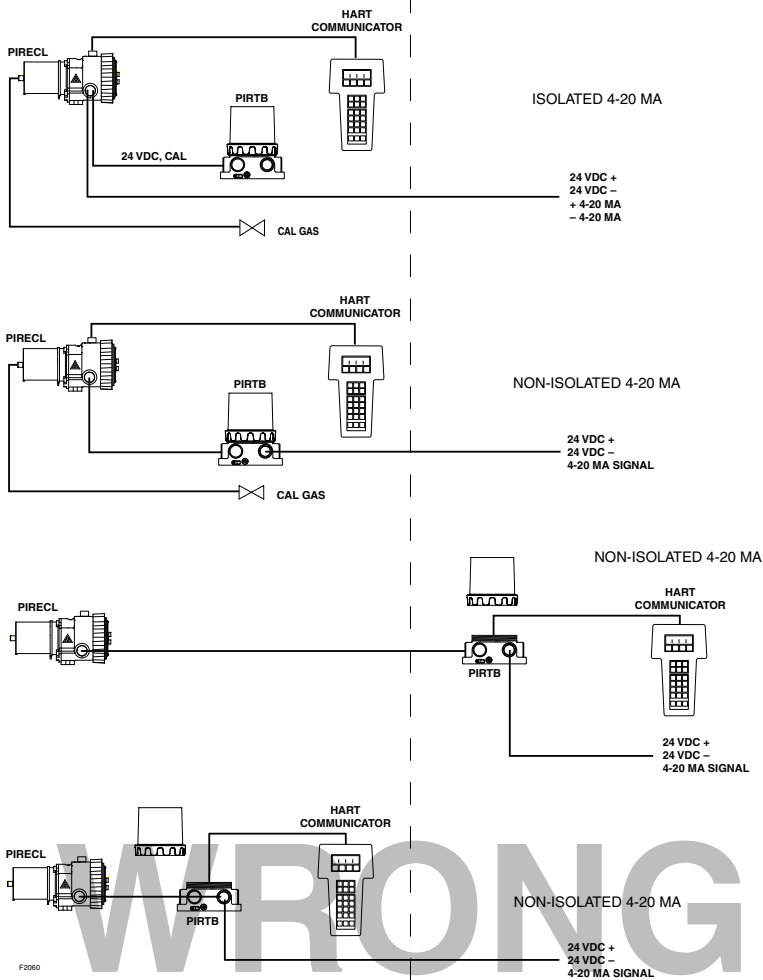 HART
COMMUNICATOR
PIRECL
PIRTB
ISOLATED 4-20 MA
24 VDC, CAL
24 VDC +
24 VDC –
+ 4-20 MA
– 4-20 MA
CAL GAS
HART
COMMUNICATOR
PIRECL
PIRTB
NON-ISOLATED 4-20 MA
24 VDC +
24 VDC –
4-20 MA SIGNAL
CAL GAS
NON-ISOLATED 4-20 MA
HART
COMMUNICATOR
PIRECL
PIRTB
24 VDC +
24 VDC –
4-20 MA SIGNAL
HART
COMMUNICATOR
PIRECL
WRONG
NON-ISOLATED 4-20 MA
PIRTB
24 VDC +
24 VDC –
4-20 MA SIGNAL
F2060